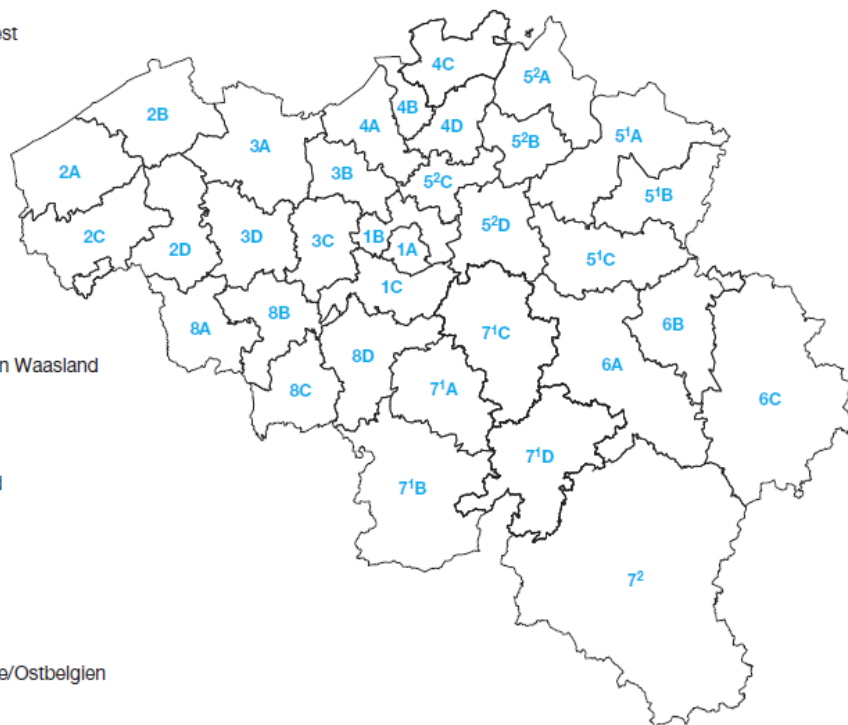 est
n Waasland
d
e/Ostbelgien
4C
5²A
2B
4B
4A
4D
5²B
5¹A
3A
2A
3B
5²C
5¹B
2C
2D
3D
3C
1B
1A
5²D
5¹C
1C
8A
8B
7¹C
6B
8D
6A
8C
7¹A
6C
7¹D
7¹B
7²